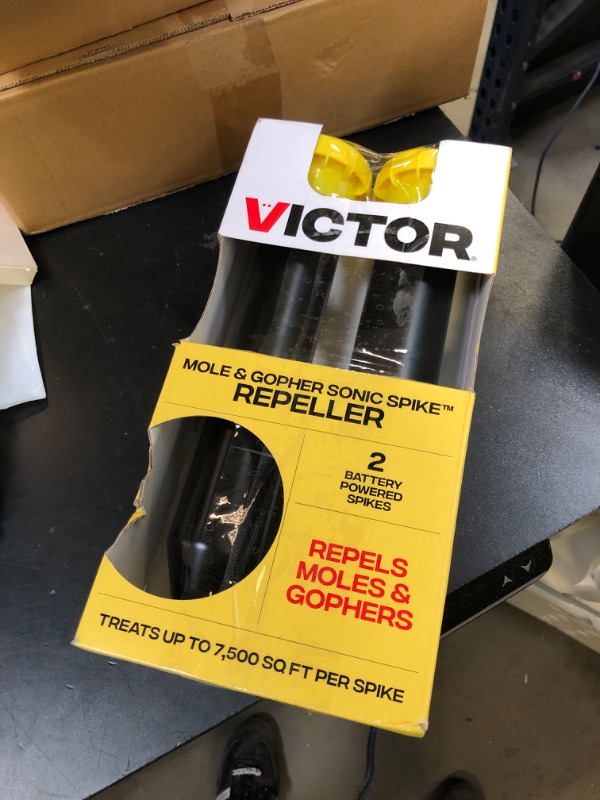 VICTOR®
MOLE & GOPHER SONIC SPIKE™
REPELLER
2
BATTERY
POWERED
SPIKES
REPELS
MOLES &
GOPHERS
TREATS UP TO 7,500 SQ FT PER SPIKE